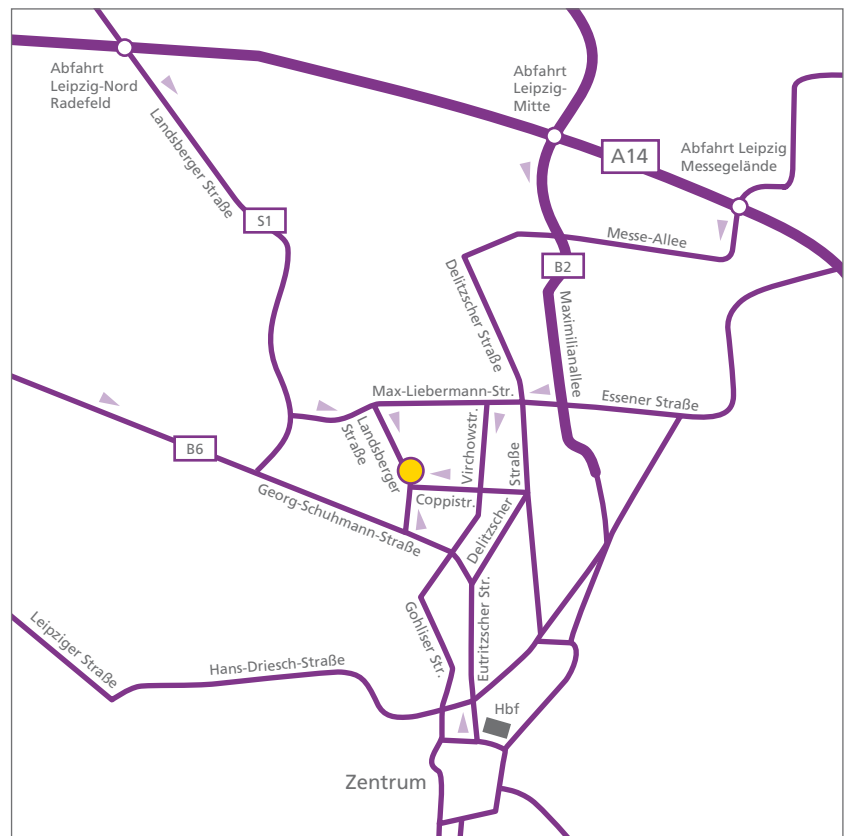 Abfahrt
Leipzig-Nord
Radefeld
Abfahrt
Leipzig-
Mitte
A14
Abfahrt Leipzig
Messegelände
Landsberger Straße
S1
Messe-Allee
B2
Delitzscher Straße
Maximilianallee
Max-Liebermann-Str.
Essener Straße
Landsberger
Straße
Virchowstr.
Straße
B6
Coppistr.
Georg-Schuhmann-Straße
Delitzscher
Gohliser Str.
Eutritzscher Str.
Leipziger Straße
Hans-Driesch-Straße
Hbf
Zentrum